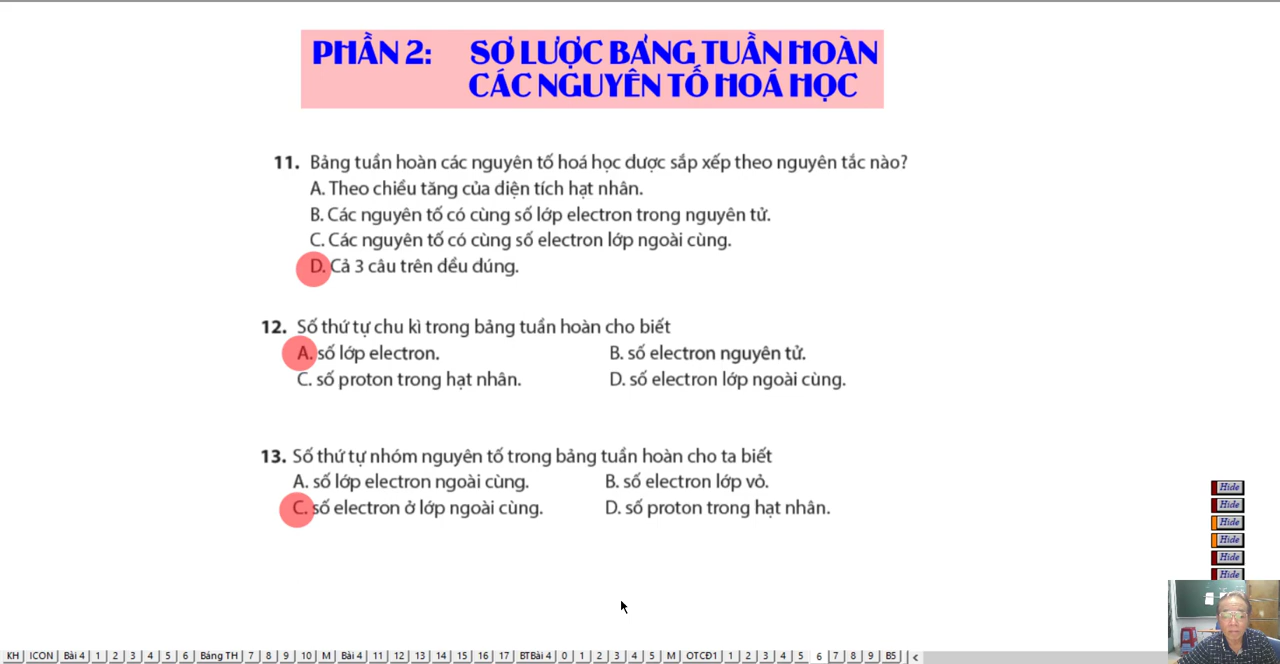 PHẦN 2: SƠ LƯỢC BẢNG TUẦN HOÀN
CÁC NGUYÊN TỐ HOÁ HỌC
11. Bảng tuần hoàn các nguyên tố hoá học được sắp xếp theo nguyên tắc nào?
A. Theo chiều tăng của diện tích hạt nhân.
B. Các nguyên tố có cùng số lớp electron trong nguyên tử.
C. Các nguyên tố có cùng số electron lớp ngoài cùng.
D. Cả 3 câu trên đều đúng.
12. Số thứ tự chu kì trong bảng tuần hoàn cho biết
A. số lớp electron. B. số electron nguyên tử.
C. số proton trong hạt nhân. D. số electron lớp ngoài cùng.
13. Số thứ tự nhóm nguyên tố trong bảng tuần hoàn cho ta biết
A. số lớp electron ngoài cùng. B. số electron lớp vỏ.
C. số electron ở lớp ngoài cùng. D. số proton trong hạt nhân.
Hide
Hide
Hide
Hide
Hide
Hide
KH ICON Bài 4 1 2 3 4 5 6 Bảng TH 7 8 9 10 M Bài 4 11 12 13 14 15 16 17 BTBài 4 0 1 2 3 4 5 M OTCĐ1 1 2 3 4 5 6 7 8 9 B5 <